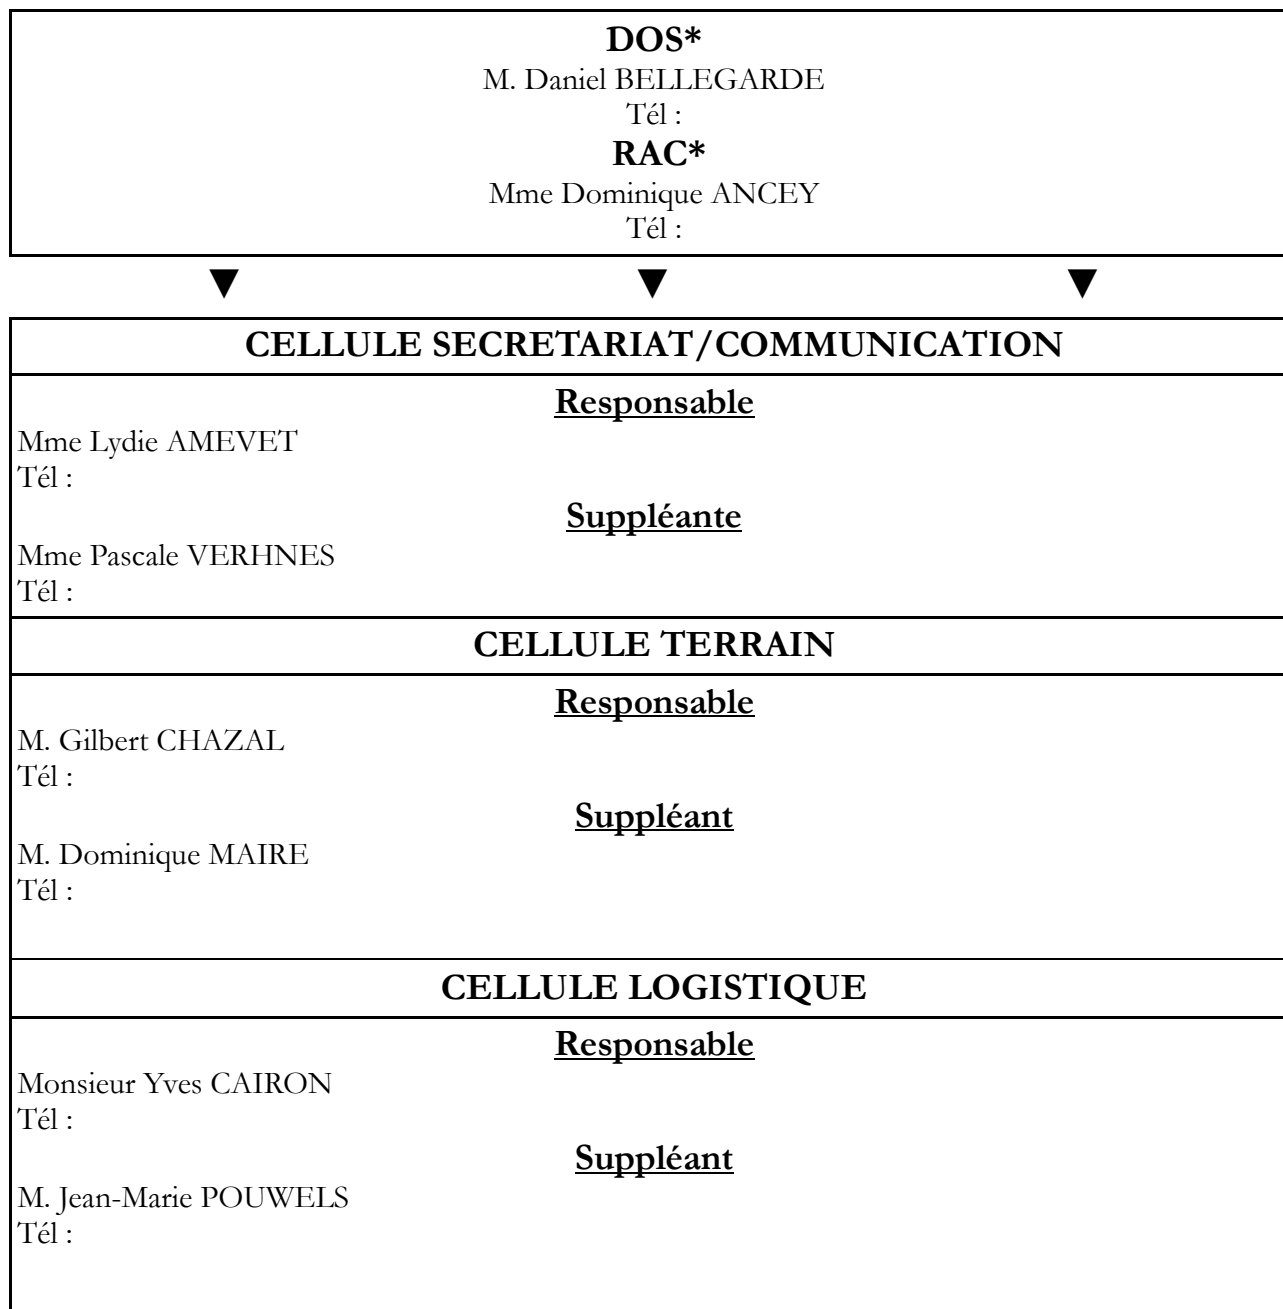 DOS*
M. Daniel BELLEGARDE
Tél :
RAC*
Mme Dominique ANCEY
Tél :
▼ ▼ ▼
CELLULE SECRETARIAT/COMMUNICATION
Responsable
Mme Lydie AMEVET
Tél :
Suppléante
Mme Pascale VERHNES
Tél :
CELLULE TERRAIN
Responsable
M. Gilbert CHAZAL
Tél :
Suppléant
M. Dominique MAIRE
Tél :
CELLULE LOGISTIQUE
Responsable
Monsieur Yves CAIRON
Tél :
Suppléant
M. Jean-Marie POUWELS
Tél :